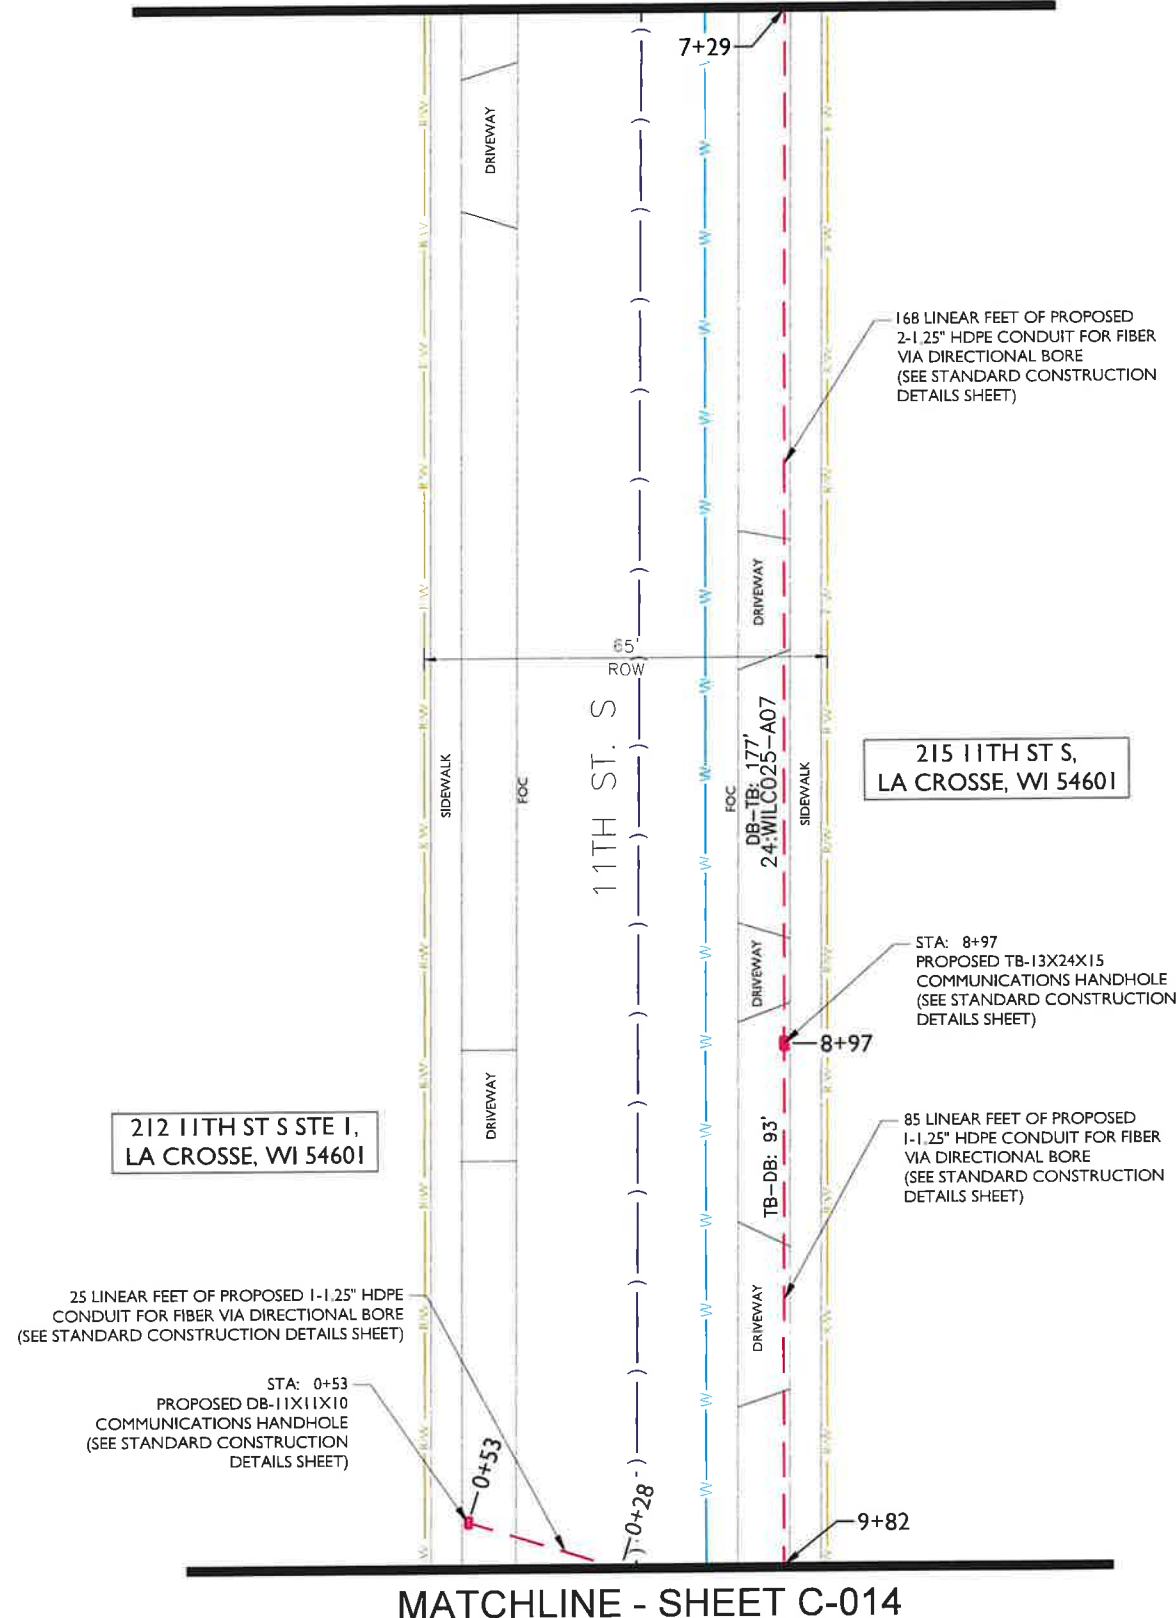 7+29
DRIVEWAY
168 LINEAR FEET OF PROPOSED
2-1.25" HDPE CONDUIT FOR FIBER
VIA DIRECTIONAL BORE
(SEE STANDARD CONSTRUCTION
DETAILS SHEET)
DRIVEWAY
65'
ROW
11TH ST. S
SIDEWALK
FOC
FOC
DB-TB: 177'
24:WILC025-A07
SIDEWALK
215 11TH ST S,
LA CROSSE, WI 54601
STA: 8+97
PROPOSED TB-13X24X15
COMMUNICATIONS HANDHOLE
(SEE STANDARD CONSTRUCTION
DETAILS SHEET)
DRIVEWAY
8+97
DRIVEWAY
212 11TH ST S STE 1,
LA CROSSE, WI 54601
TB-DB: 93'
85 LINEAR FEET OF PROPOSED
1-1.25" HDPE CONDUIT FOR FIBER
VIA DIRECTIONAL BORE
(SEE STANDARD CONSTRUCTION
DETAILS SHEET)
DRIVEWAY
25 LINEAR FEET OF PROPOSED 1-1.25" HDPE
CONDUIT FOR FIBER VIA DIRECTIONAL BORE
(SEE STANDARD CONSTRUCTION DETAILS SHEET)
STA: 0+53
PROPOSED DB-11X11X10
COMMUNICATIONS HANDHOLE
(SEE STANDARD CONSTRUCTION
DETAILS SHEET)
0+53
0+28
9+82
MATCHLINE - SHEET C-014